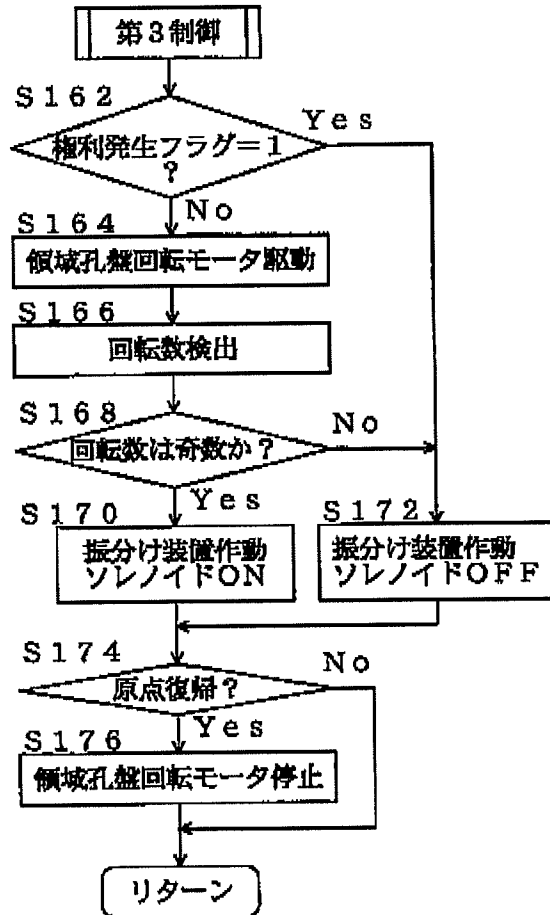 第3制御
S162
Yes
権利発生フラグ=1
?
No
S164
領域孔盤回転モータ駆動
S166
回転数検出
S168
No
回転数は奇数か?
Yes
S170
S172
振分け装置作動
ソレノイドON
振分け装置作動
ソレノイドOFF
S174
No
原点復帰?
Yes
S176
領域孔盤回転モータ停止
リターン